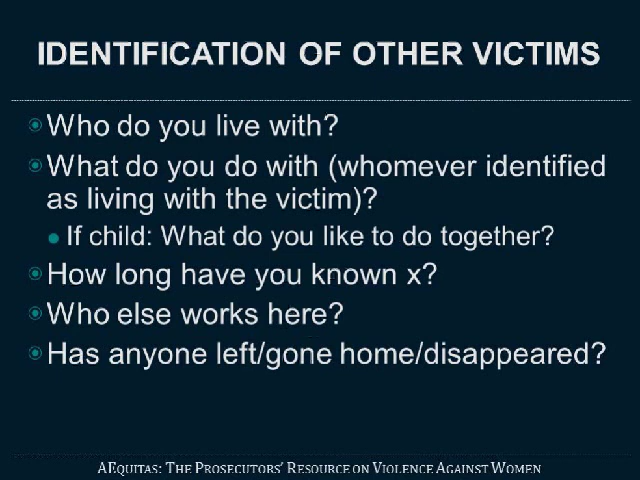 IDENTIFICATION OF OTHER VICTIMS
Who do you live with?
What do you do with (whomever identified
as living with the victim)?
If child: What do you like to do together?
How long have you known x?
Who else works here?
Has anyone left/gone home/disappeared?
AEQUITAS: THE PROSECUTORS' RESOURCE ON VIOLENCE AGAINST WOMEN